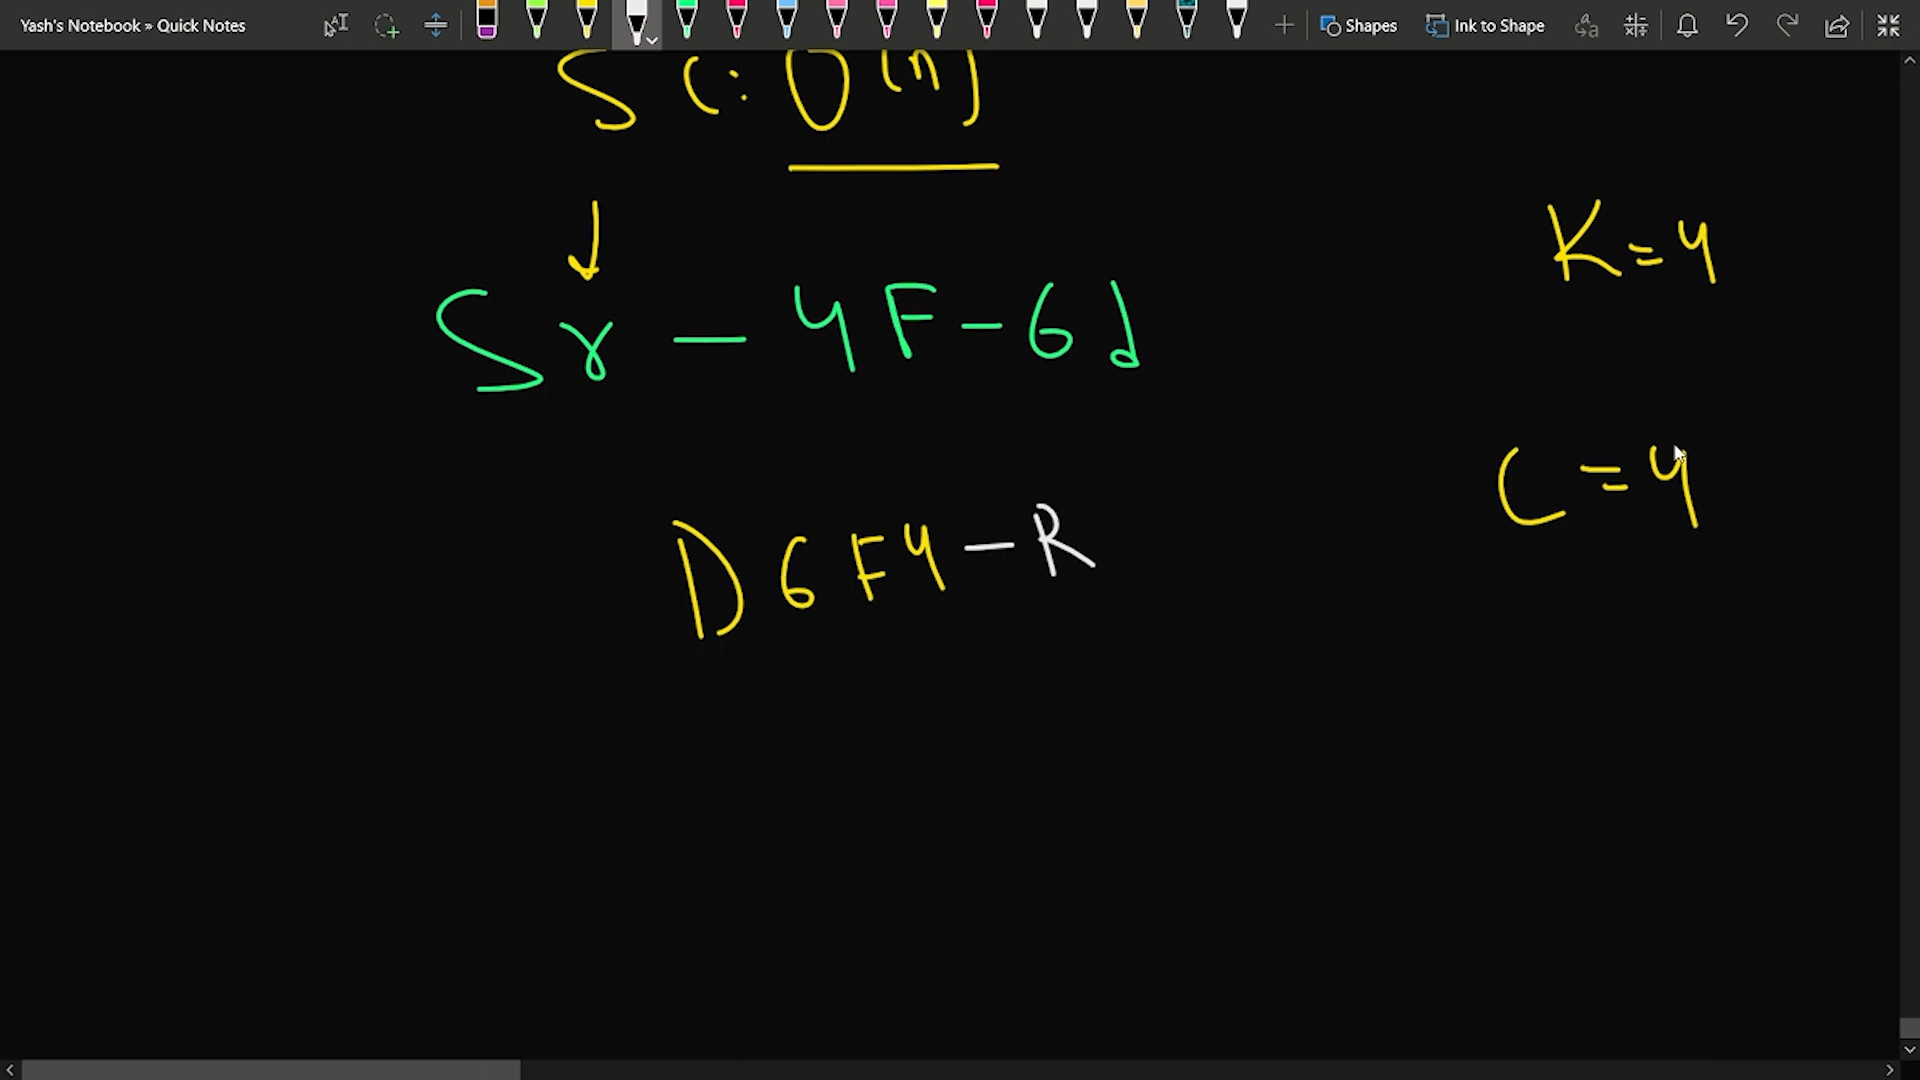 Yash's Notebook » Quick Notes Shapes Ink to Shape
S C: O(n)
K=4
Sr - 4F-6d
C=4
D6F4-R